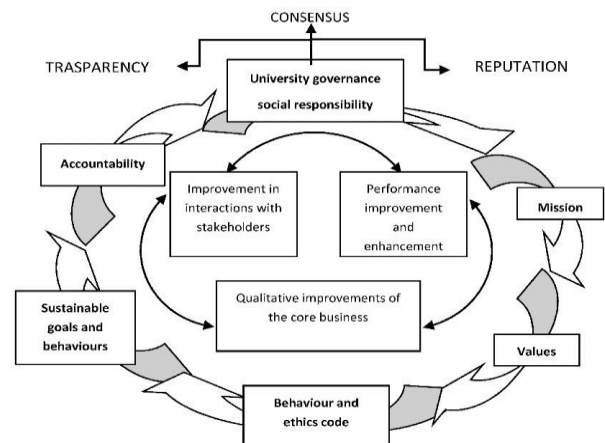 CONSENSUS
TRASPARENCY
REPUTATION
University governance
social responsibility
Accountability
Improvement in
interactions with
stakeholders
Performance
improvement
and
enhancement
Mission
Qualitative improvements of
the core business
Sustainable
goals and
behaviours
Values
Behaviour and
ethics code